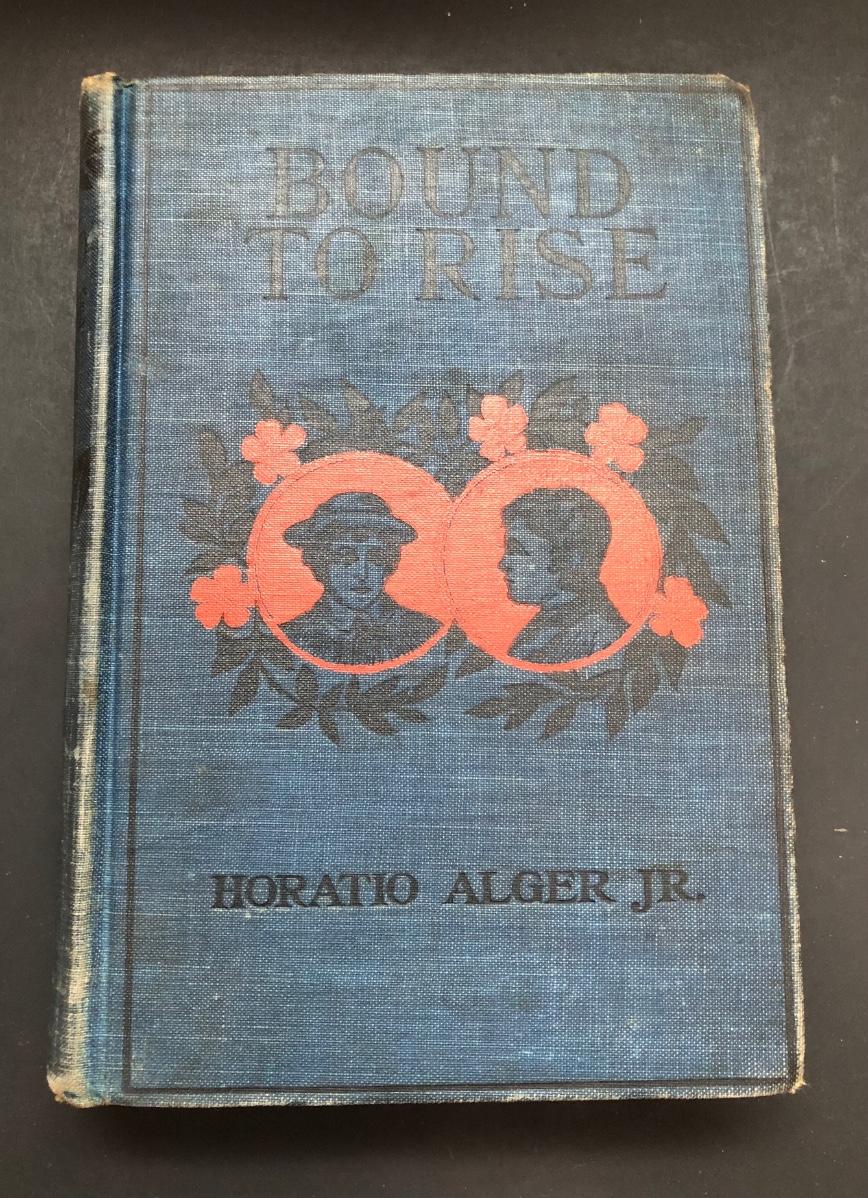 BOUND
TO RISE
HORATIO ALGER JR.